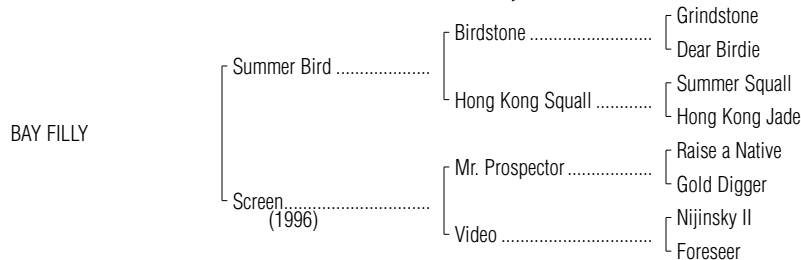 Grindstone
Birdstone ............................
Dear Birdie
Summer Bird .....................
Summer Squall
Hong Kong Squall .............
Hong Kong Jade
BAY FILLY
Raise a Native
Mr. Prospector ...................
Gold Digger
Screen.................................
(1996)
Nijinsky II
Video ..................................
Foreseer